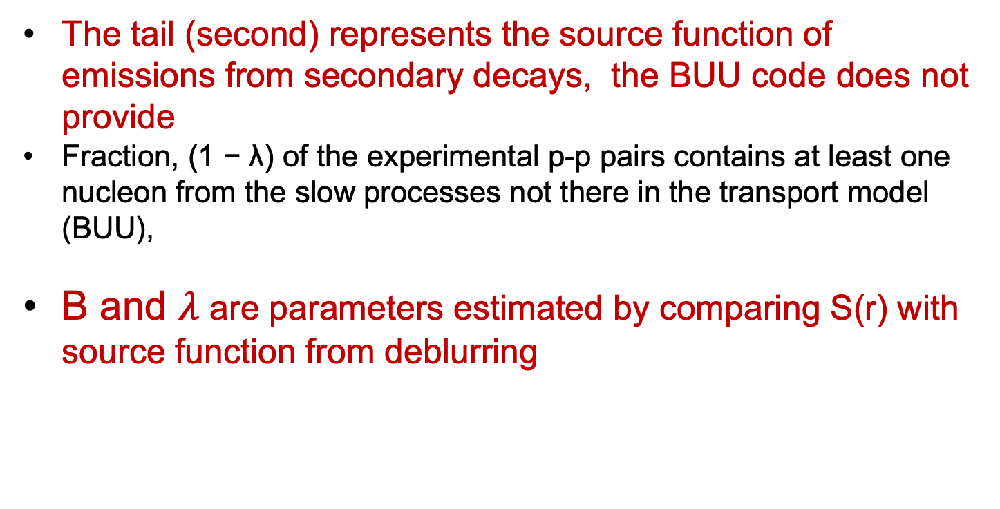 • The tail (second) represents the source function of
emissions from secondary decays,  the BUU code does not
provide
• Fraction, (1 − λ) of the experimental p-p pairs contains at least one
nucleon from the slow processes not there in the transport model
(BUU),
• B and 𝜆 are parameters estimated by comparing S(r) with
source function from deblurring